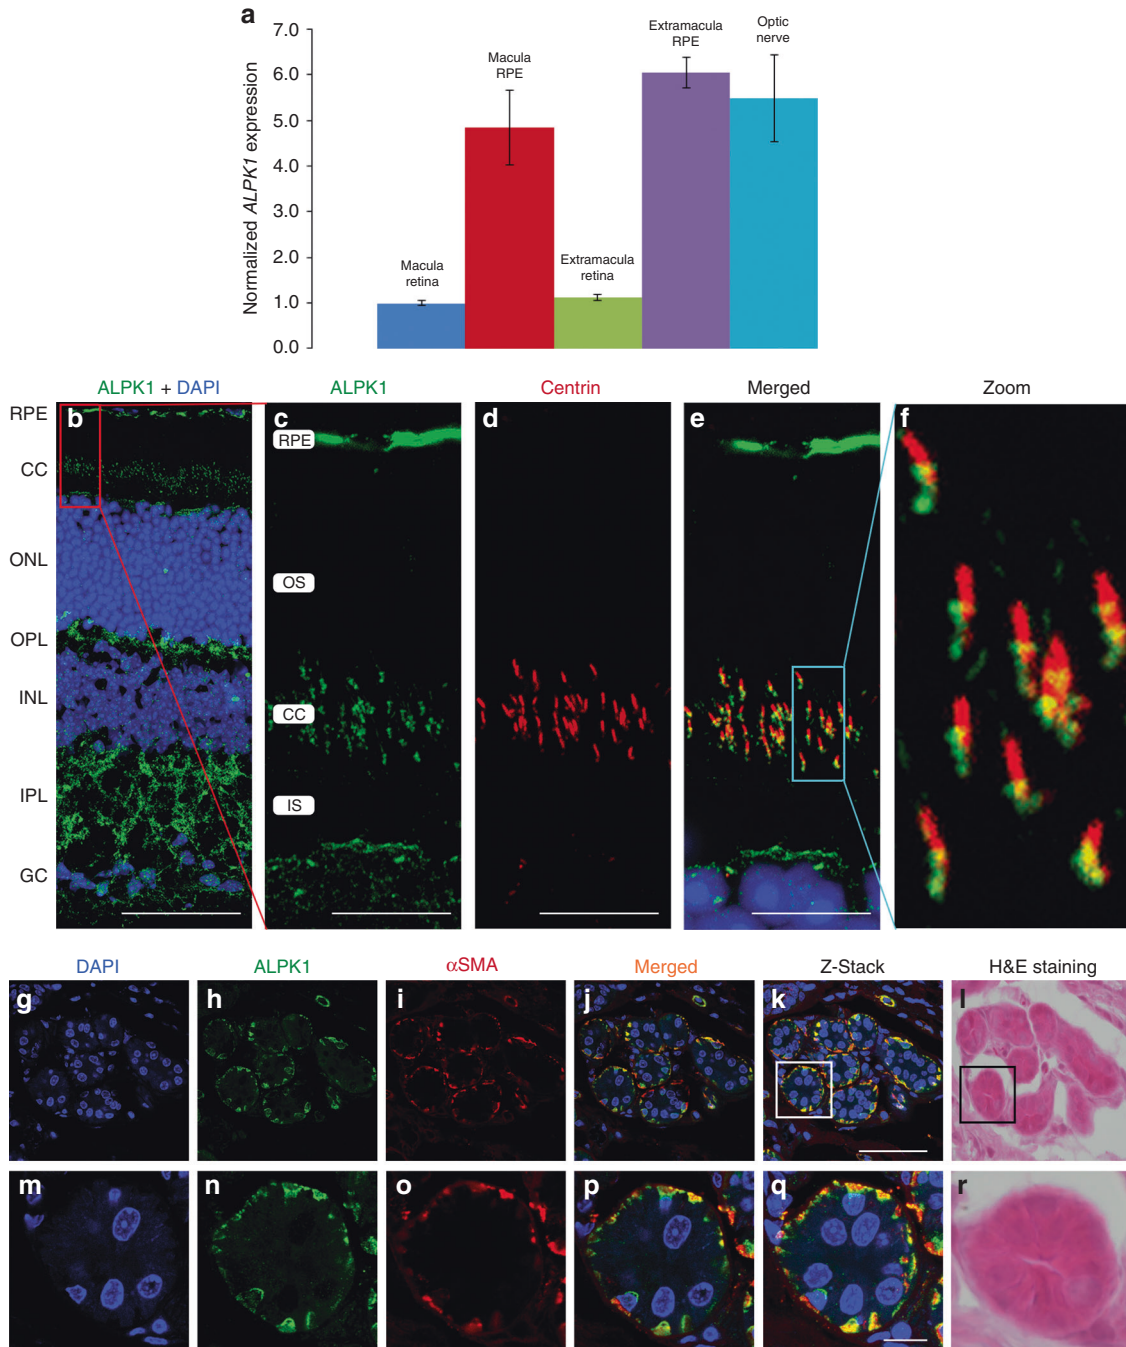 a
7.0
6.0
5.0
4.0
3.0
2.0
1.0
0.0
Normalized ALPK1 expression
Macula
retina
Macula
RPE
Extramacula
retina
Extramacula
RPE
Optic
nerve
ALPK1 + DAPI
ALPK1
Centrin
Merged
Zoom
b
c
d
e
f
RPE
CC
ONL
OPL
INL
IPL
GC
RPE
OS
CC
IS
DAPI
ALPK1
αSMA
Merged
Z-Stack
H&E staining
g
h
i
j
k
l
m
n
o
p
q
r